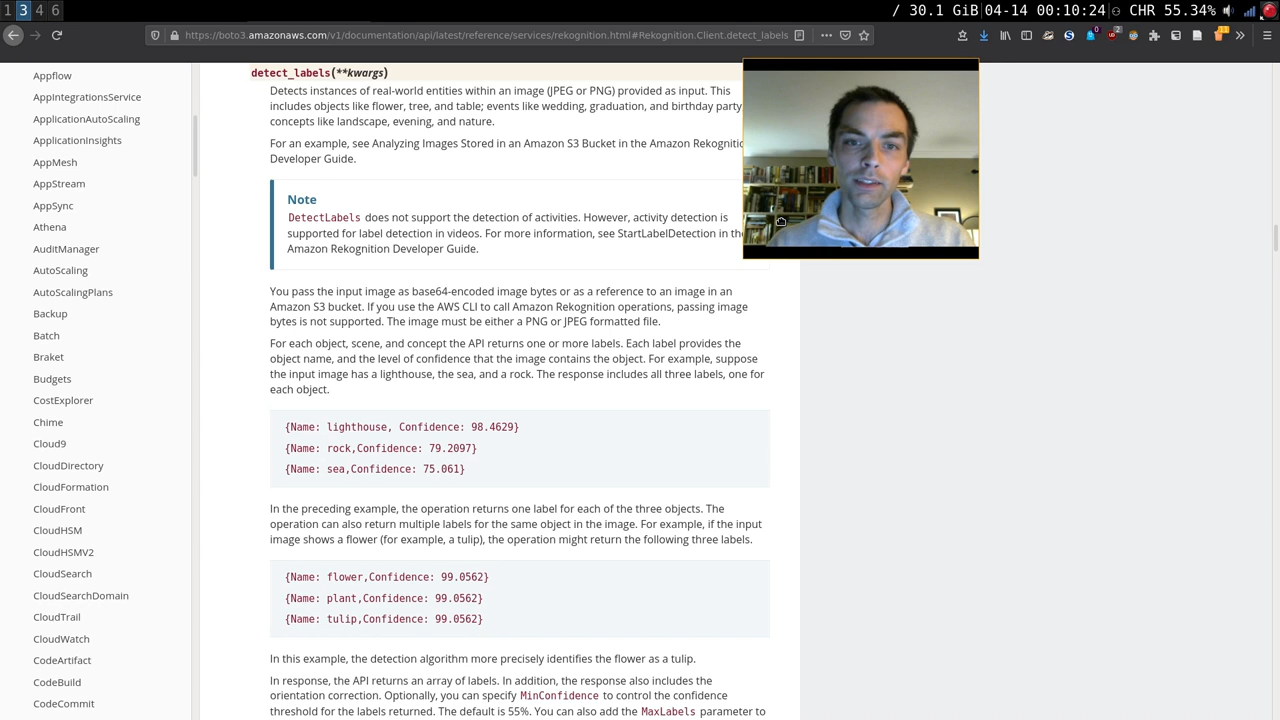 1 3 4 6
/ 30.1 GiB|04-14 00:10:24 CHR 55.34%
https://boto3.amazonaws.com/v1/documentation/api/latest/reference/services/rekognition.html#Rekognition.Client.detect_labels
0
2
Appflow
AppIntegrationsService
ApplicationAutoScaling
ApplicationInsights
AppMesh
AppStream
AppSync
Athena
AuditManager
AutoScaling
AutoScalingPlans
Backup
Batch
Braket
Budgets
CostExplorer
Chime
Cloud9
CloudDirectory
CloudFormation
CloudFront
CloudHSM
CloudHSMV2
CloudSearch
CloudSearchDomain
CloudTrail
CloudWatch
CodeArtifact
CodeBuild
CodeCommit
detect_labels(**kwargs)
Detects instances of real-world entities within an image (JPEG or PNG) provided as input. This
includes objects like flower, tree, and table; events like wedding, graduation, and birthday party
concepts like landscape, evening, and nature.
For an example, see Analyzing Images Stored in an Amazon S3 Bucket in the Amazon Rekognitio
Developer Guide.
Note
DetectLabels does not support the detection of activities. However, activity detection is
supported for label detection in videos. For more information, see StartLabelDetection in the
Amazon Rekognition Developer Guide.
You pass the input image as base64-encoded image bytes or as a reference to an image in an
Amazon S3 bucket. If you use the AWS CLI to call Amazon Rekognition operations, passing image
bytes is not supported. The image must be either a PNG or JPEG formatted file.
For each object, scene, and concept the API returns one or more labels. Each label provides the
object name, and the level of confidence that the image contains the object. For example, suppose
the input image has a lighthouse, the sea, and a rock. The response includes all three labels, one for
each object.
{Name: lighthouse, Confidence: 98.4629}
{Name: rock,Confidence: 79.2097}
{Name: sea,Confidence: 75.061}
In the preceding example, the operation returns one label for each of the three objects. The
operation can also return multiple labels for the same object in the image. For example, if the input
image shows a flower (for example, a tulip), the operation might return the following three labels.
{Name: flower,Confidence: 99.0562}
{Name: plant,Confidence: 99.0562}
{Name: tulip,Confidence: 99.0562}
In this example, the detection algorithm more precisely identifies the flower as a tulip.
In response, the API returns an array of labels. In addition, the response also includes the
orientation correction. Optionally, you can specify MinConfidence to control the confidence
threshold for the labels returned. The default is 55%. You can also add the MaxLabels parameter to